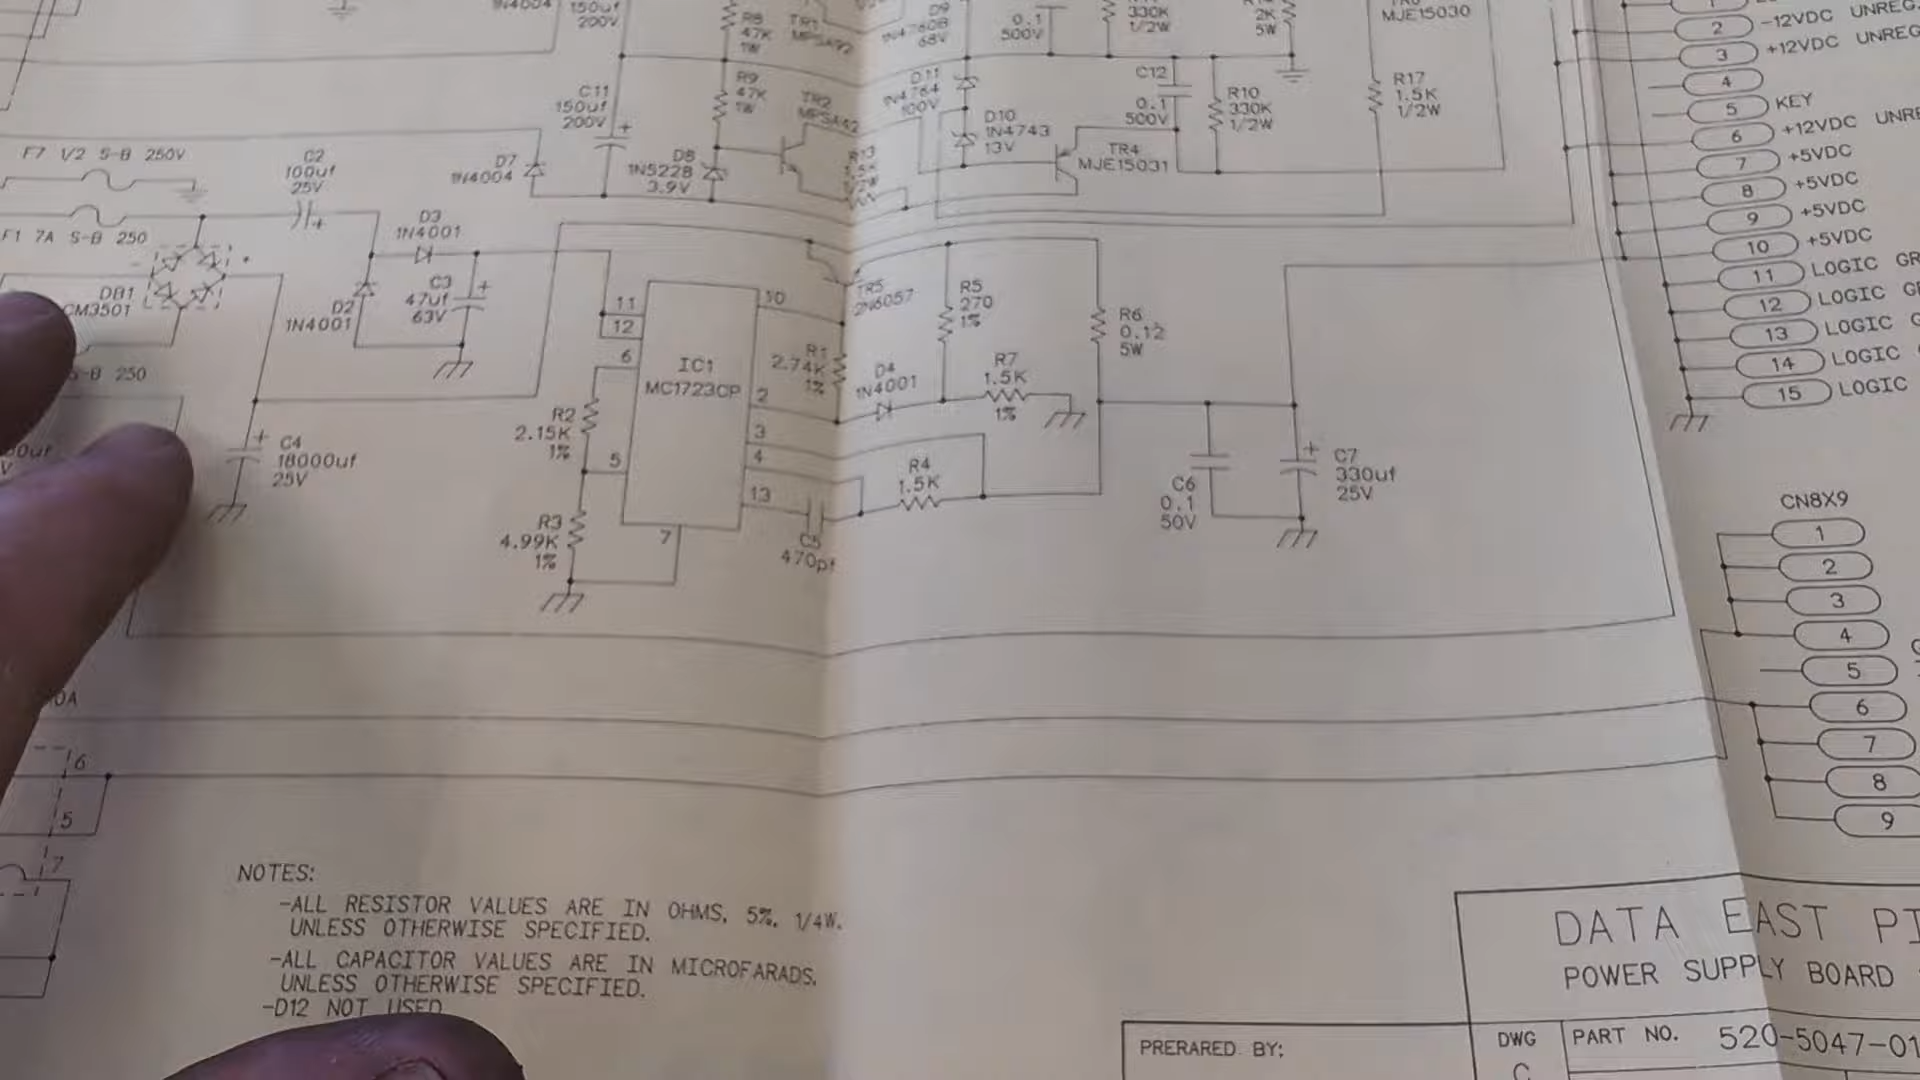 150uf
200V
R8
47K
1W
TR1
MPSA92
D9
68V
0.1
500V
330K
1/2W
2K
5W
MJE15030
2
-12VDC UNREG.
3
+12VDC UNREG
4
5
KEY
6
+12VDC UNRE
7
+5VDC
8
+5VDC
9
+5VDC
10
+5VDC
11
LOGIC GR
12
LOGIC G
13
LOGIC G
14
LOGIC
15
LOGIC
C11
150uf
200V
R9
47K
1W
TR2
MPSA42
D11
1N4764
100V
D10
1N4743
13V
C12
0.1
500V
R10
330K
1/2W
R17
1.5K
1/2W
TR4
MJE15031
R13
F7 1/2 S-B 250V
C2
100uf
25V
D7
1N4004
D8
1N5228
3.9V
F1 7A S-B 250
D3
1N4001
DB1
CM3501
D2
1N4001
C3
47uf
63V
S-B 250
11
12
6
5
7
10
2
3
4
13
IC1
MC1723CP
TR5
2N6057
R1
2.74K
1%
D4
1N4001
R5
270
1%
R7
1.5K
1%
R6
0.12
5W
R2
2.15K
1%
R3
4.99K
1%
R4
1.5K
C5
470pf
C4
18000uf
25V
C6
0.1
50V
C7
330uf
25V
CN8X9
1
2
3
4
5
6
7
8
9
6
5
7
NOTES:
-ALL RESISTOR VALUES ARE IN OHMS, 5%, 1/4W.
UNLESS OTHERWISE SPECIFIED.
-ALL CAPACITOR VALUES ARE IN MICROFARADS.
UNLESS OTHERWISE SPECIFIED.
-D12 NOT USED
DATA EAST PI
POWER SUPPLY BOARD
PRERARED BY:
DWG
C
PART NO. 520-5047-01